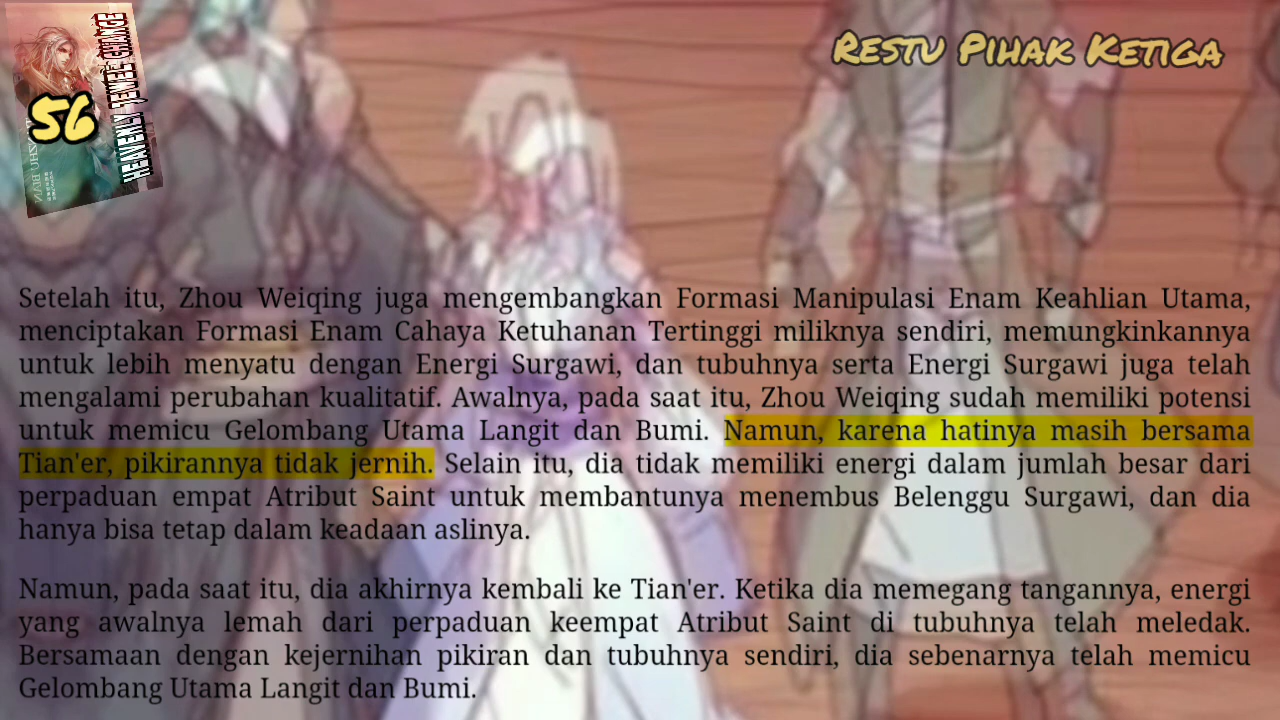 Restu Pihak Ketiga
HEAVENLY JEWEL CHANGE
56
Setelah itu, Zhou Weiqing juga mengembangkan Formasi Manipulasi Enam Keahlian Utama,
menciptakan Formasi Enam Cahaya Ketuhanan Tertinggi miliknya sendiri, memungkinkannya
untuk lebih menyatu dengan Energi Surgawi, dan tubuhnya serta Energi Surgawi juga telah
mengalami perubahan kualitatif. Awalnya, pada saat itu, Zhou Weiqing sudah memiliki potensi
untuk memicu Gelombang Utama Langit dan Bumi. Namun, karena hatinya masih bersama
Tian'er, pikirannya tidak jernih. Selain itu, dia tidak memiliki energi dalam jumlah besar dari
perpaduan empat Atribut Saint untuk membantunya menembus Belenggu Surgawi, dan dia
hanya bisa tetap dalam keadaan aslinya.
Namun, pada saat itu, dia akhirnya kembali ke Tian'er. Ketika dia memegang tangannya, energi
yang awalnya lemah dari perpaduan keempat Atribut Saint di tubuhnya telah meledak.
Bersamaan dengan kejernihan pikiran dan tubuhnya sendiri, dia sebenarnya telah memicu
Gelombang Utama Langit dan Bumi.